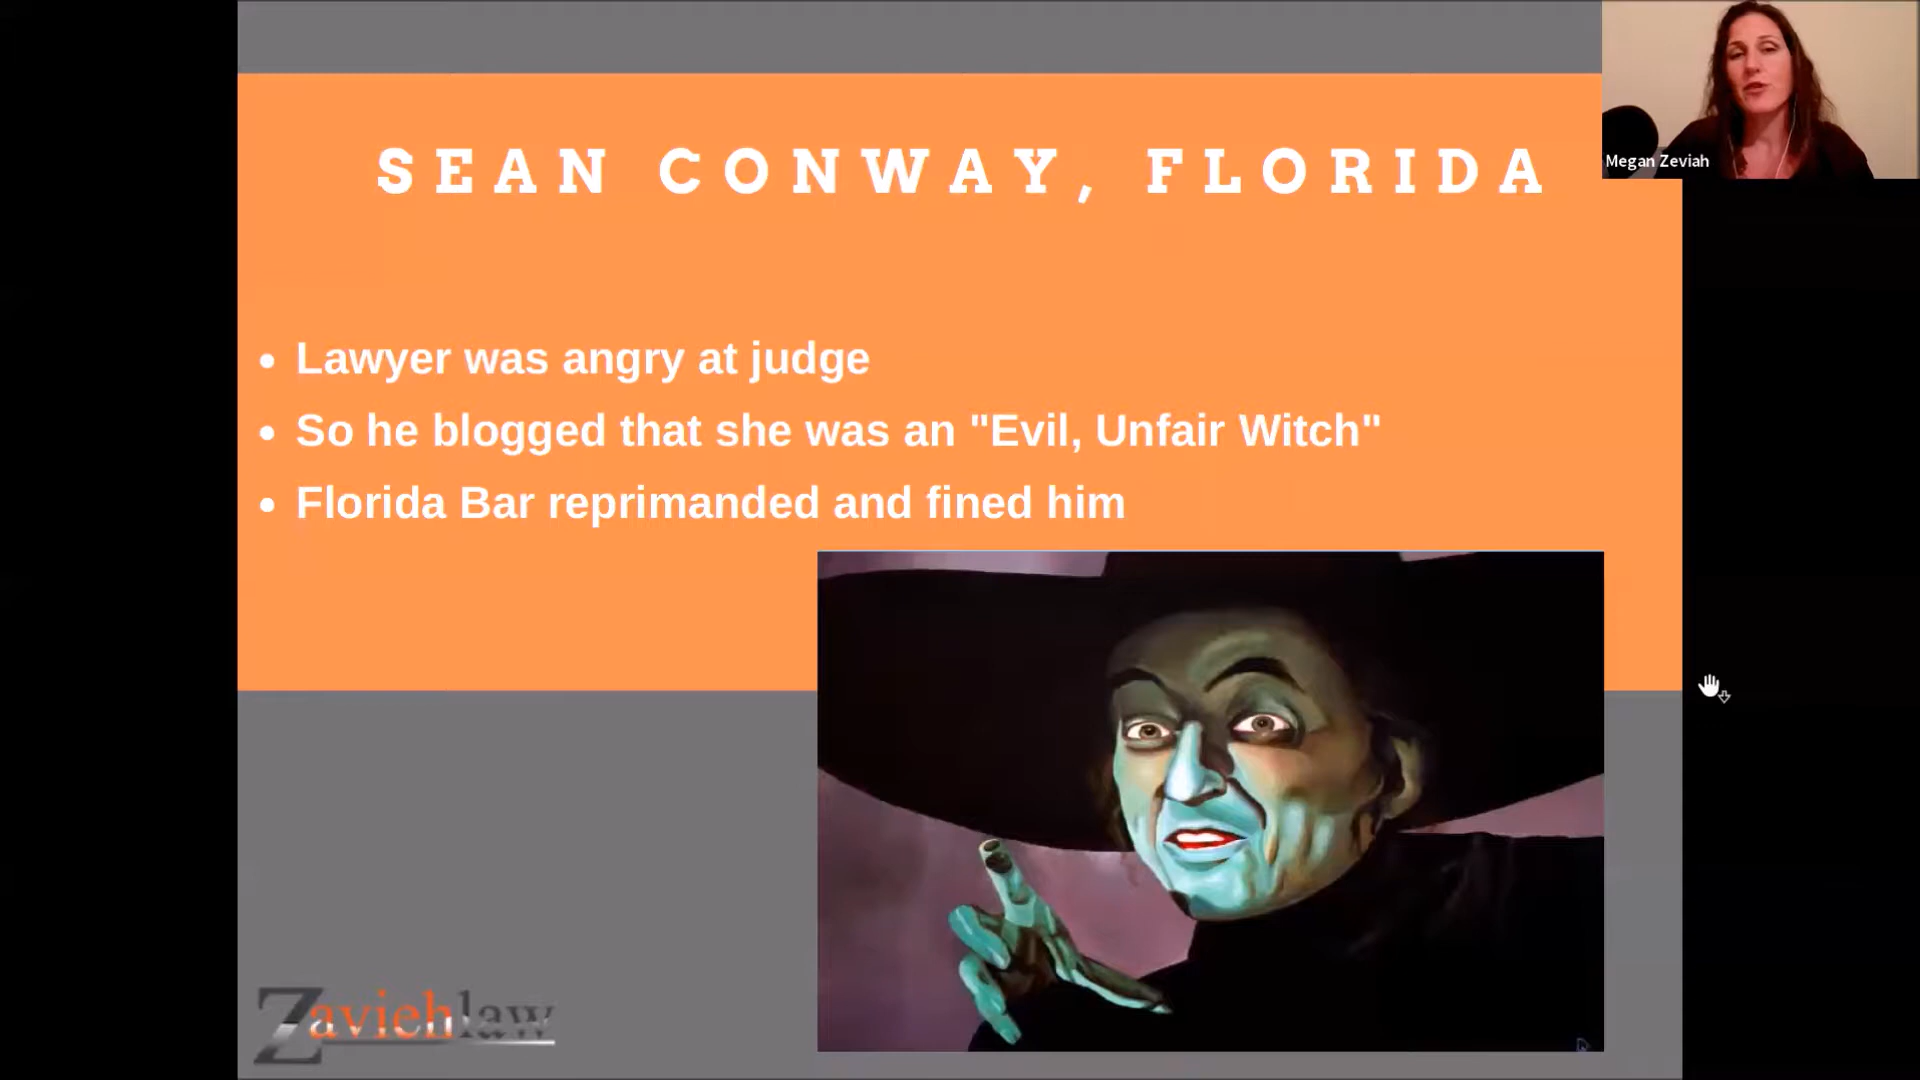 SEAN CONWAY, FLORIDA
Megan Zeviah
• Lawyer was angry at judge
• So he blogged that she was an "Evil, Unfair Witch"
• Florida Bar reprimanded and fined him
Zaviehlaw